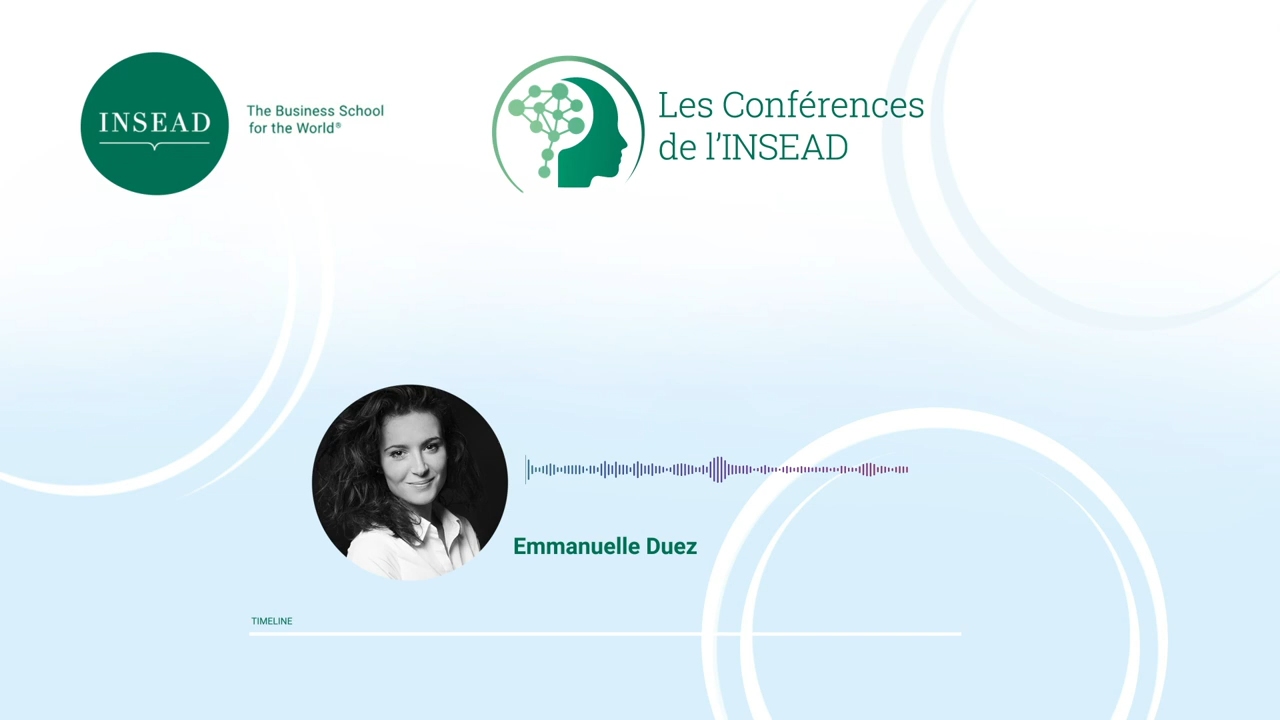 INSEAD
The Business School
for the World®
Les Conférences
de l'INSEAD
Emmanuelle Duez
TIMELINE